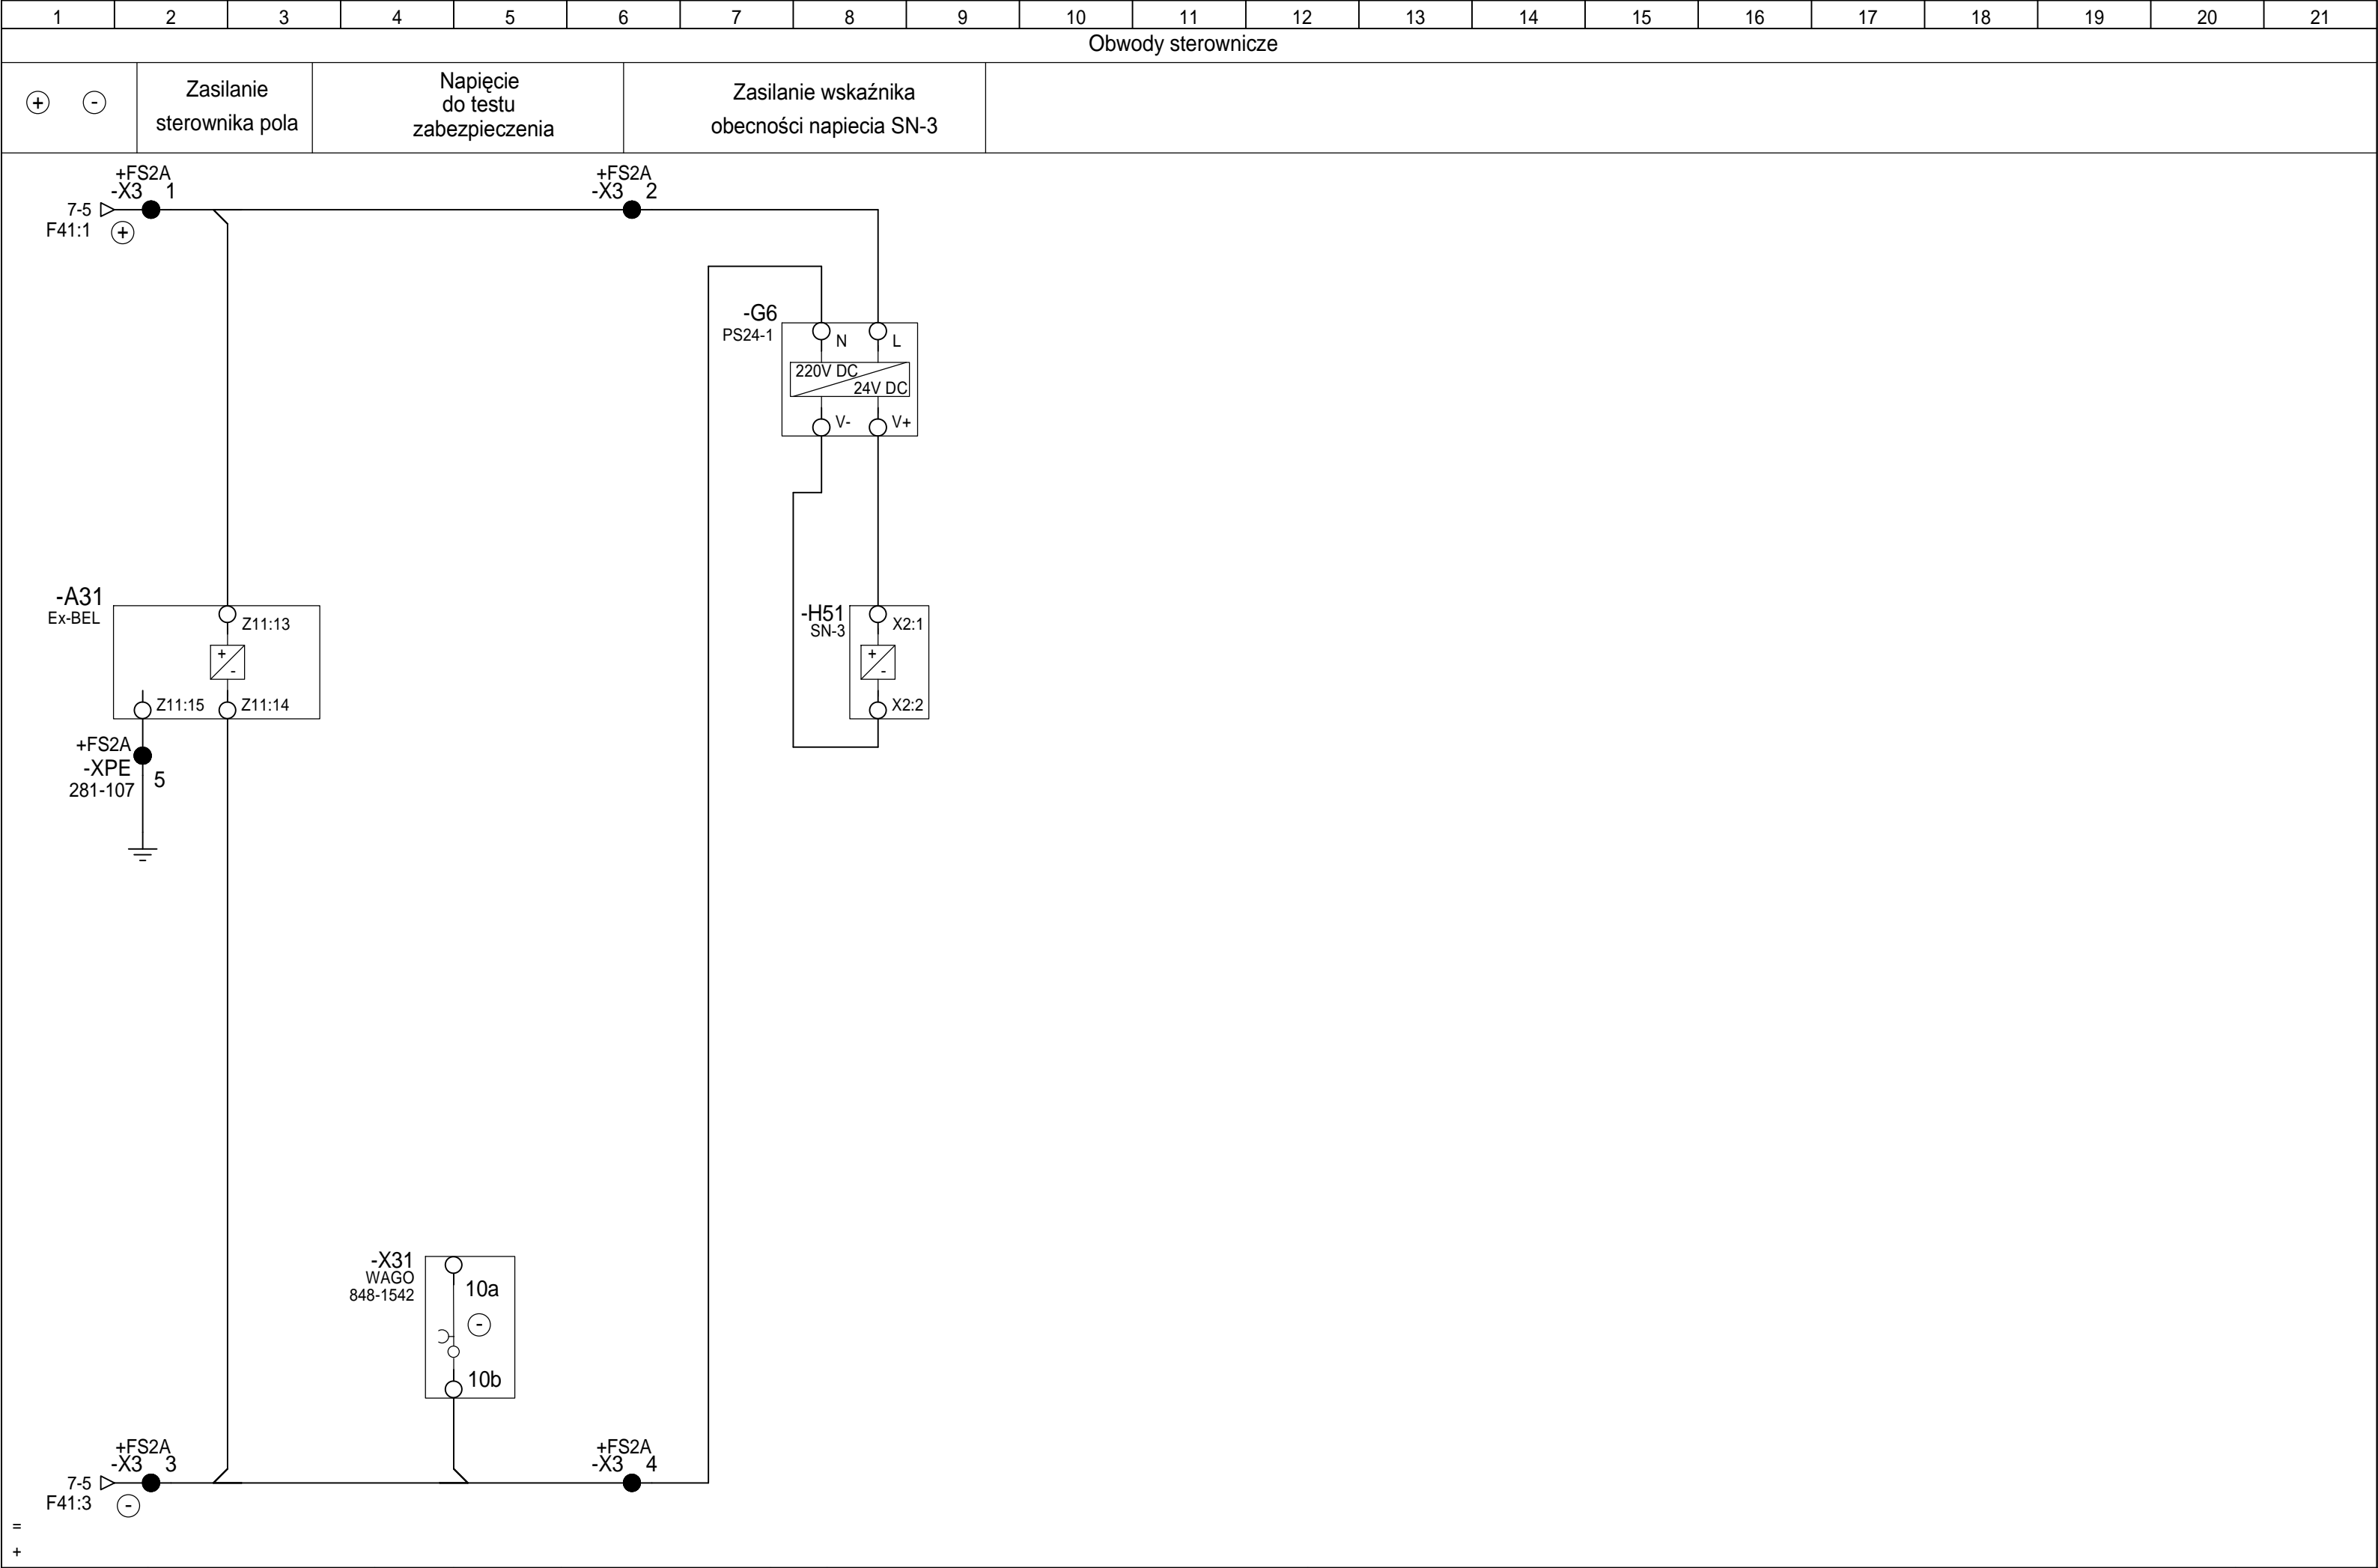 1 2 3 4 5 6 7 8 9 10 11 12 13 14 15 16 17 18 19 20 21
Obwody sterownicze
+ -
Zasilanie
sterownika pola
Napięcie
do testu
zabezpieczenia
Zasilanie wskaźnika
obecności napiecia SN-3
+FS2A
-X3 1
7-5
F41:1
+
+FS2A
-X3 2
-G6
PS24-1
N L
220V DC
24V DC
V- V+
-A31
Ex-BEL
Z11:13
+
-
Z11:15 Z11:14
+FS2A
-XPE
281-107
5
-H51
SN-3
X2:1
+
-
X2:2
-X31
WAGO
848-1542
10a
-
10b
+FS2A
-X3 3
7-5
F41:3
-
+FS2A
-X3 4
=
+